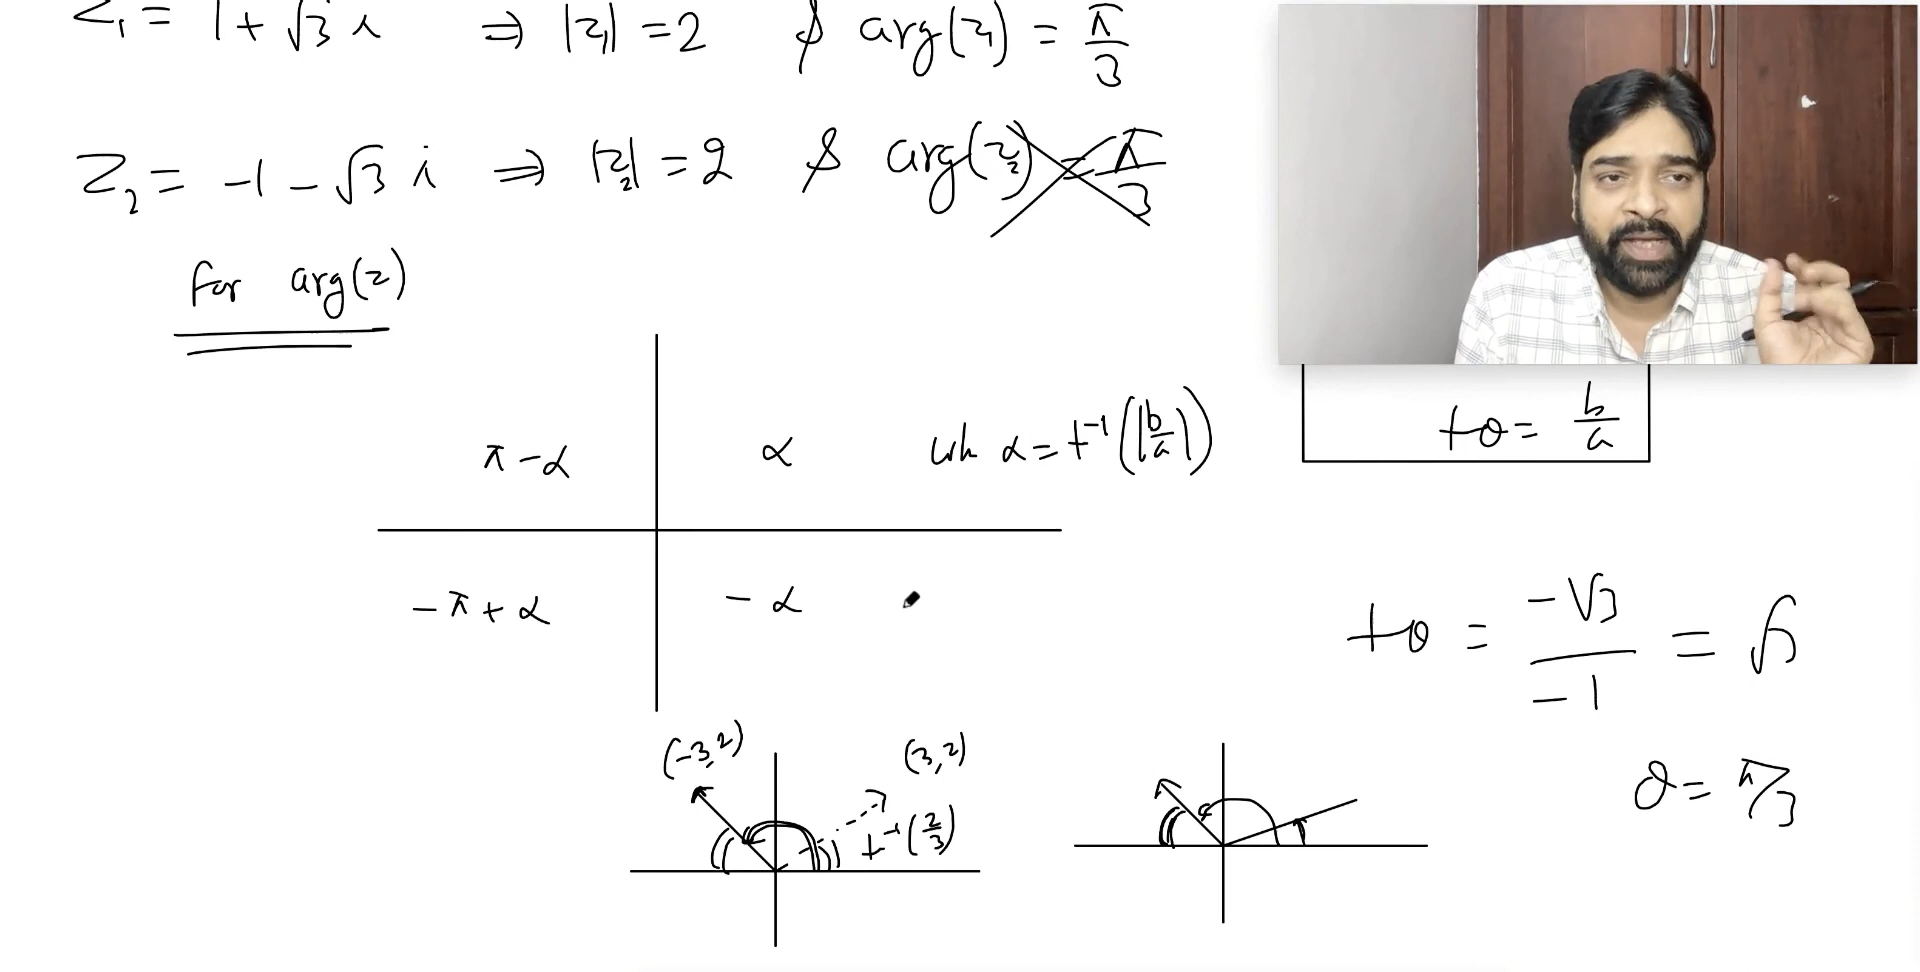 Z₁ = 1 + √3 i ⇒ |z₁| = 2 & arg(z₁) = π/3
Z₂ = -1 - √3 i ⇒ |z₂| = 2 & arg(z₂) = π/3
For arg(z)
π - α
α
wh α = t⁻¹(|b/a|)
tθ = b/a
-π + α
- α
tθ = -√3/-1 = √3
θ = π/3
(-3, 2)
(3, 2)
t⁻¹(2/3)